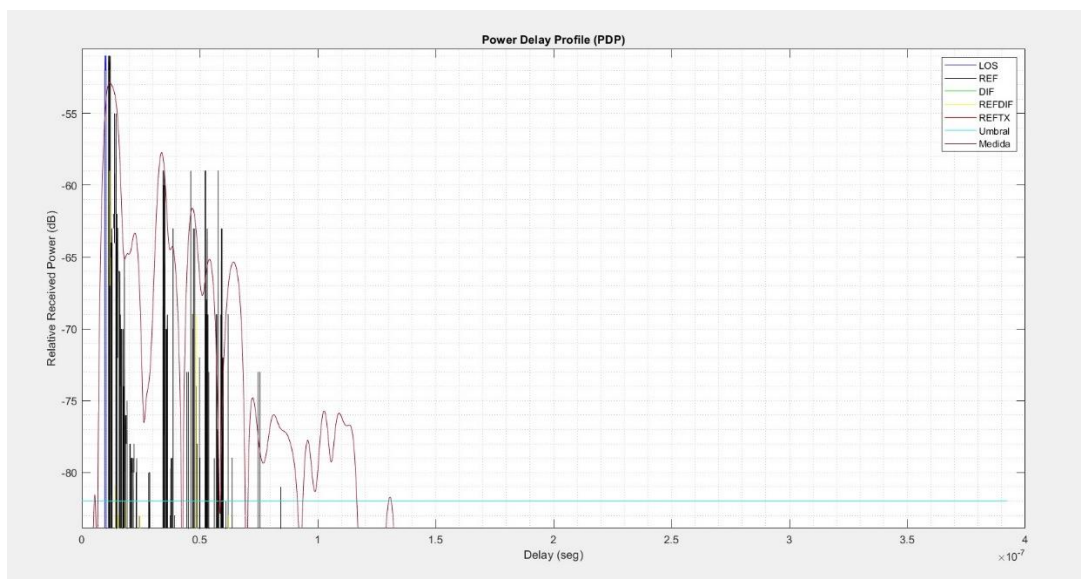 Power Delay Profile (PDP)
Relative Received Power (dB)
-55
-60
-65
-70
-75
-80
LOS
REF
DIF
REFDIF
REFTX
Umbral
Medida
0
0.5
1
1.5
2
2.5
3
3.5
4
×10⁻⁷
Delay (seg)